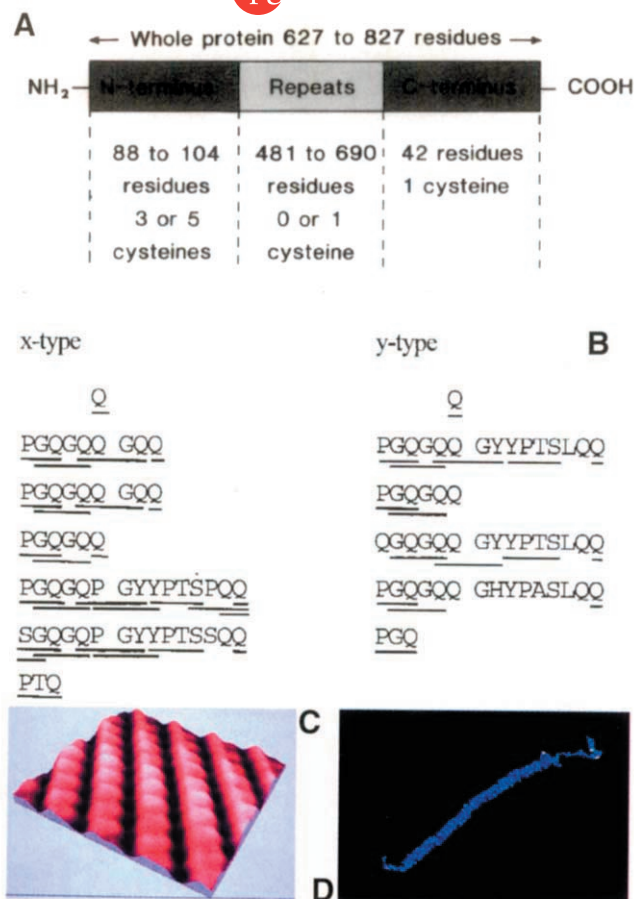 A
Whole protein 627 to 827 residues
NH₂ N-terminus Repeats C-terminus COOH
88 to 104 481 to 690 42 residues
residues residues 1 cysteine
3 or 5 0 or 1
cysteines cysteine
x-type
Q
PGQGQQ GQQ
PGQGQQ GQQ
PGQGQQ
PGQGQP GYYPTSPQQ
SGQGQP GYYPTSSQQ
PTQ
y-type B
Q
PGQGQQ GYYPTSLQQ
PGQGQQ
QGQGQQ GYYPTSLQQ
PGQGQQ GHYPASLQQ
PGQ
C
D